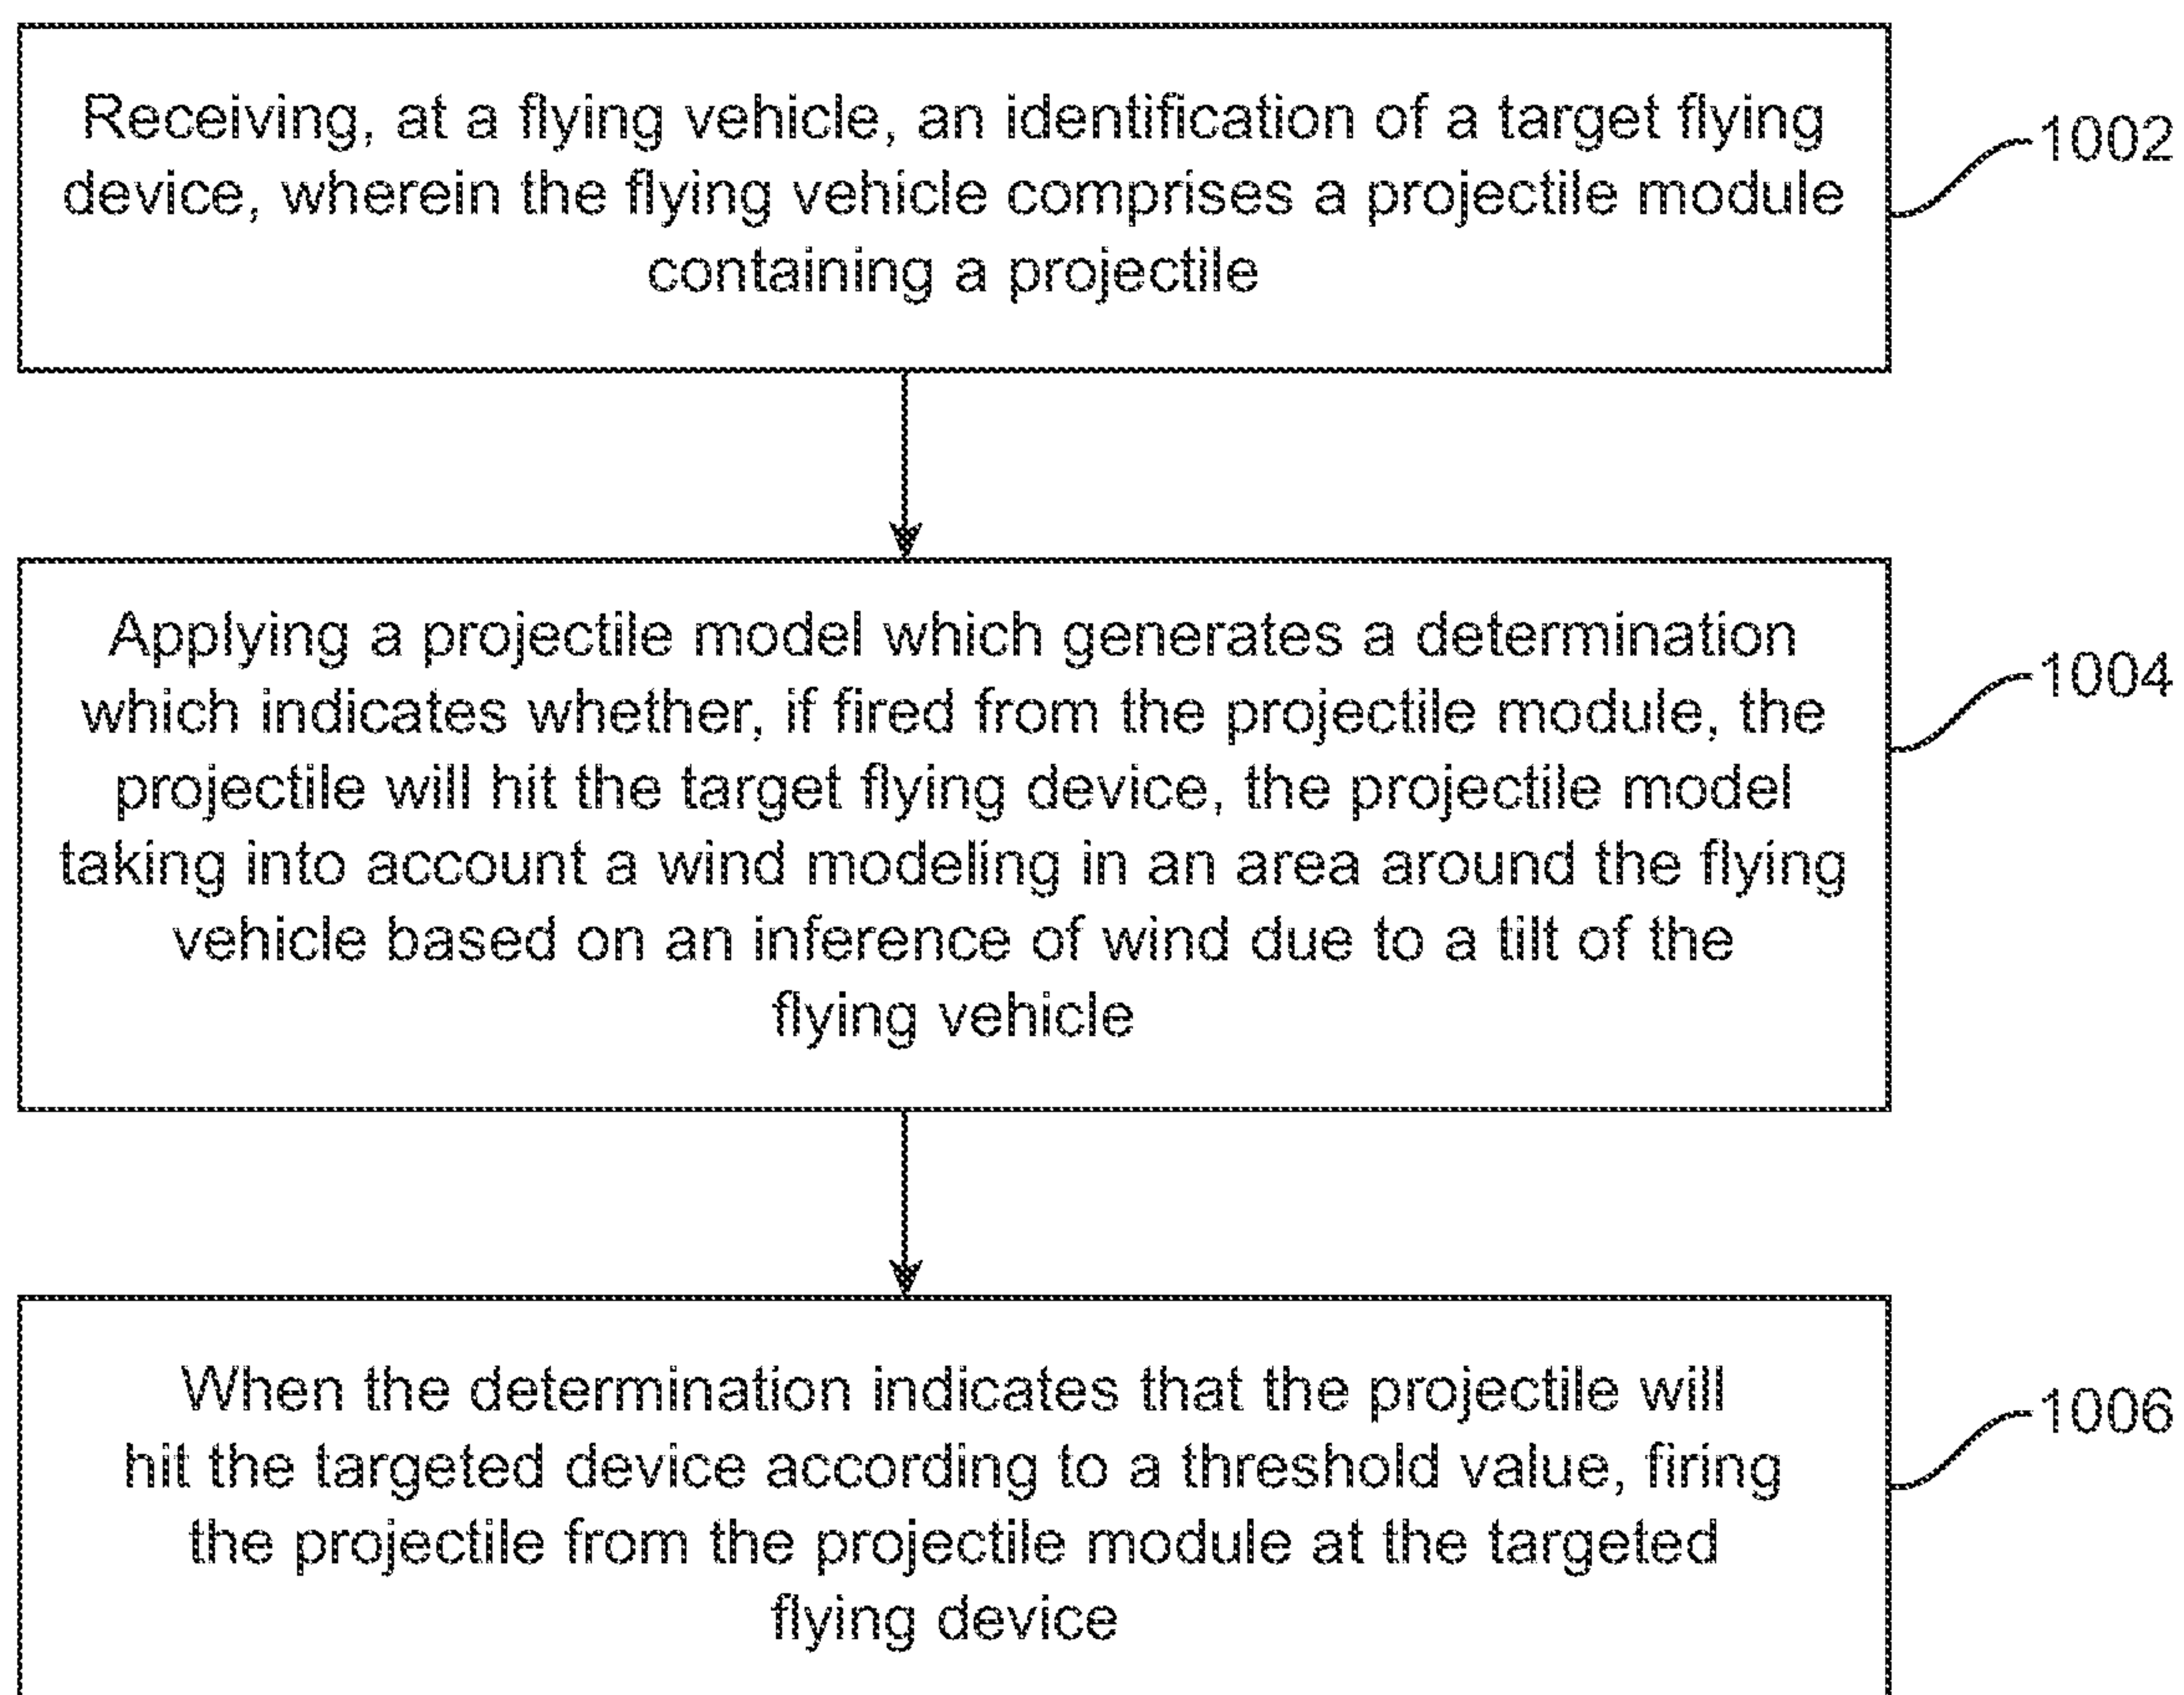 Receiving, at a flying vehicle, an identification of a target flying
device, wherein the flying vehicle comprises a projectile module
containing a projectile
1002
Applying a projectile model which generates a determination
which indicates whether, if fired from the projectile module, the
projectile will hit the target flying device, the projectile model
taking into account a wind modeling in an area around the flying
vehicle based on an inference of wind due to a tilt of the
flying vehicle
1004
When the determination indicates that the projectile will
hit the targeted device according to a threshold value, firing
the projectile from the projectile module at the targeted
flying device
1006